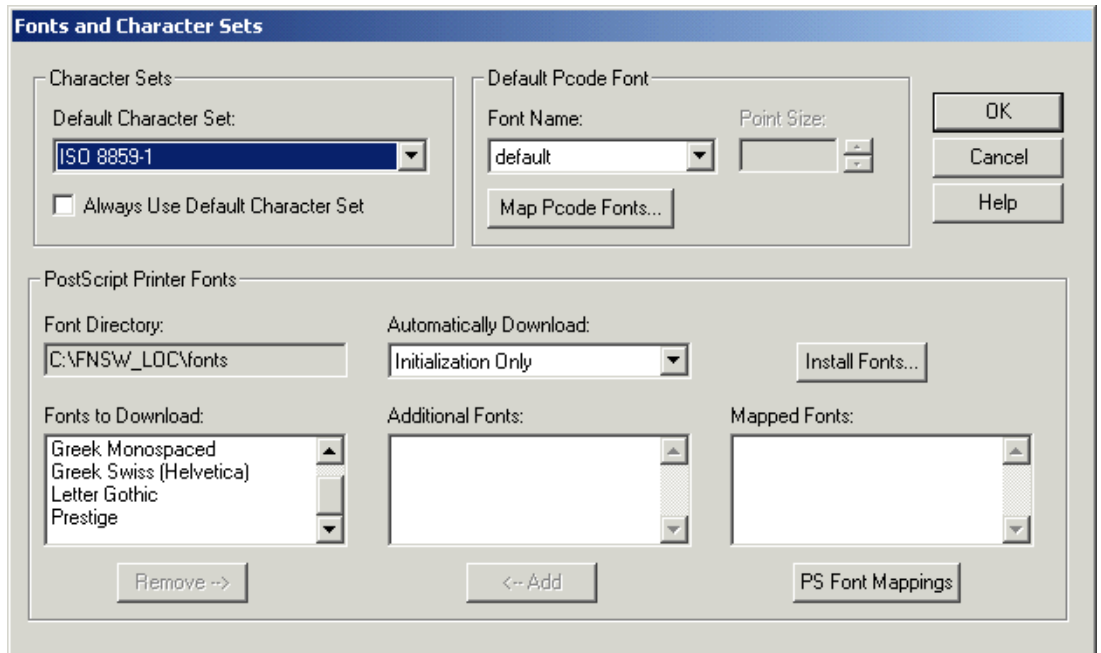 Fonts and Character Sets
Character Sets
Default Character Set:
ISO 8859-1
Always Use Default Character Set
Default Pcode Font
Font Name:
Point Size:
default
Map Pcode Fonts...
OK
Cancel
Help
PostScript Printer Fonts
Font Directory:
C:\FNSW_LOC\fonts
Automatically Download:
Initialization Only
Install Fonts...
Fonts to Download:
Greek Monospaced
Greek Swiss (Helvetica)
Letter Gothic
Prestige
Remove -->
Additional Fonts:
<-- Add
Mapped Fonts:
PS Font Mappings